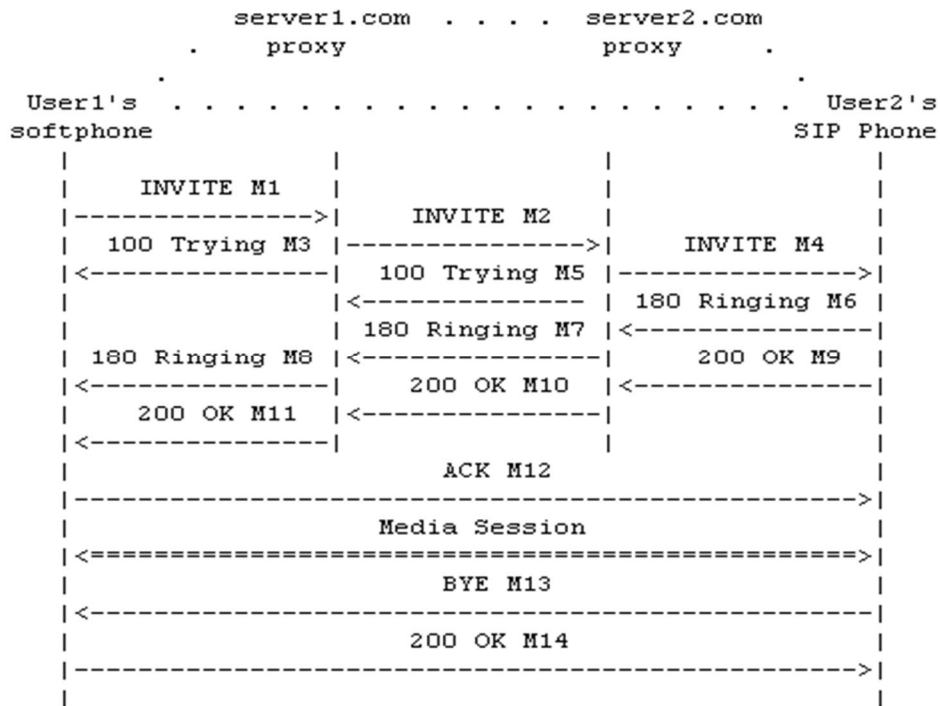 server1.com . . . . server2.com
. proxy proxy .
. .
User1's . . . . . . . . . . . . . . . . . . . . User2's
softphone SIP Phone
| | | |
| INVITE M1 | | |
|--------------->| INVITE M2 | |
| 100 Trying M3 |--------------->| INVITE M4 |
|<---------------| 100 Trying M5 |--------------->|
| |<-------------- | 180 Ringing M6 |
| | 180 Ringing M7 |<---------------|
| 180 Ringing M8 |<---------------| 200 OK M9 |
|<---------------| 200 OK M10 |<---------------|
| 200 OK M11 |<---------------| |
|<---------------| | |
| ACK M12 |
|------------------------------------------------->|
| Media Session |
|<================================================>|
| BYE M13 |
|<-------------------------------------------------|
| 200 OK M14 |
|------------------------------------------------->|
| |